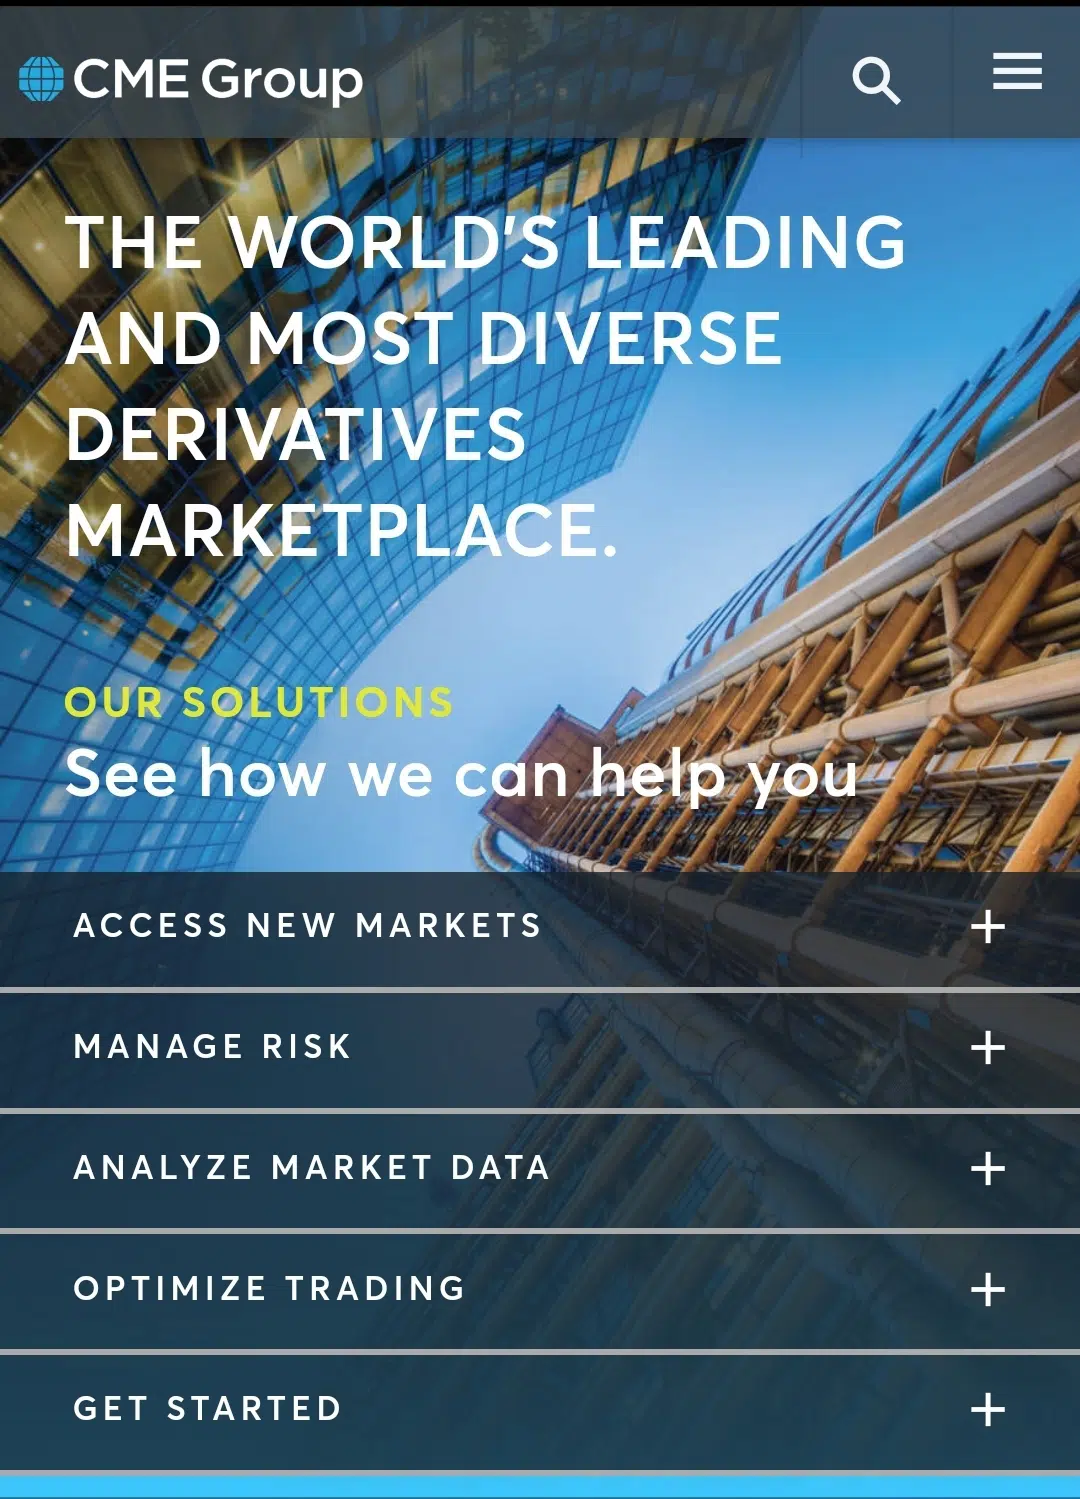 CME Group
THE WORLD'S LEADING
AND MOST DIVERSE
DERIVATIVES
MARKETPLACE.
OUR SOLUTIONS
See how we can help you
ACCESS NEW MARKETS
MANAGE RISK
ANALYZE MARKET DATA
OPTIMIZE TRADING
GET STARTED